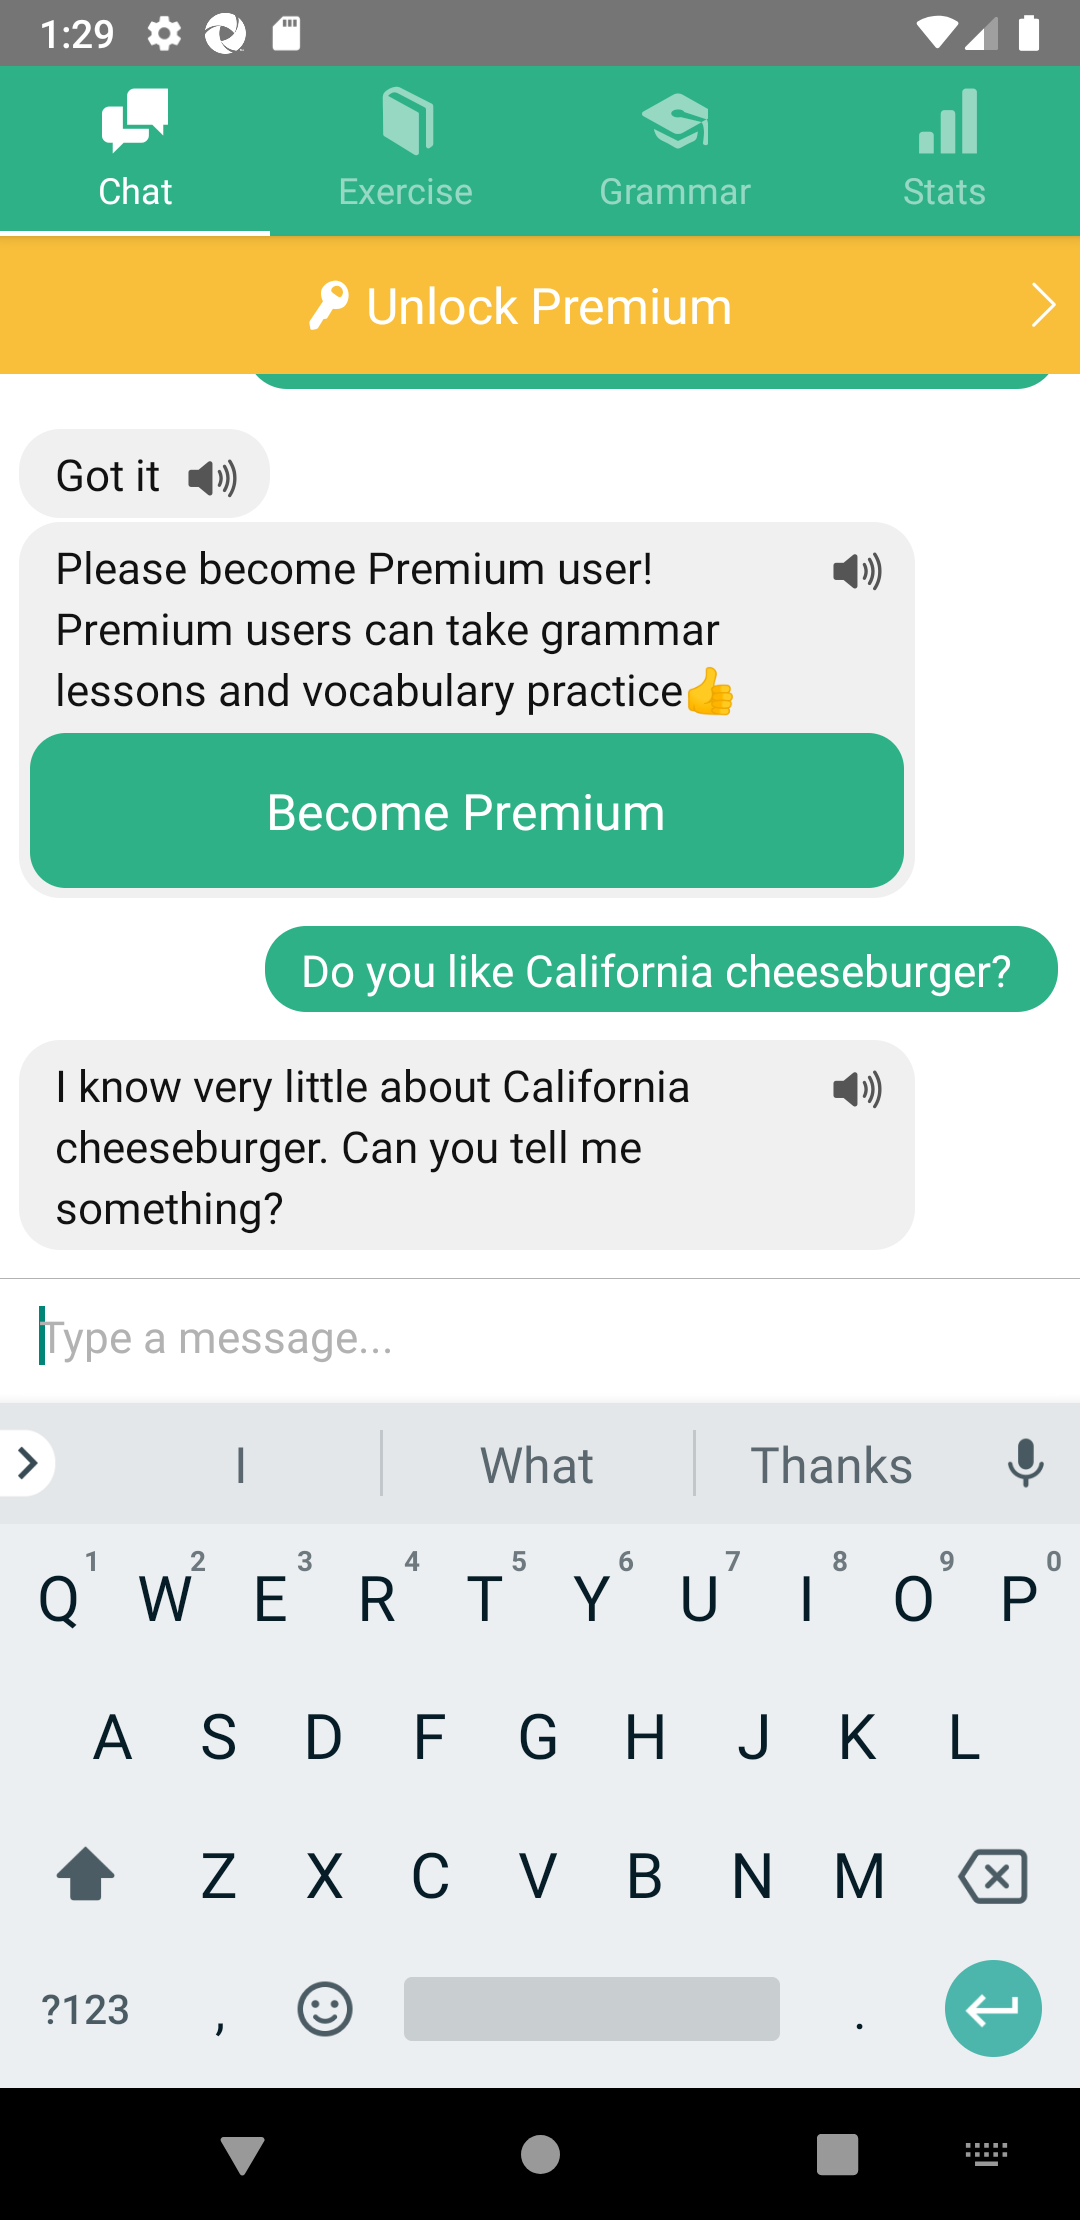 1:29
Chat
Exercise
Grammar
Stats
Unlock Premium
Got it
Please become Premium user!
Premium users can take grammar
lessons and vocabulary practice👍
Become Premium
Do you like California cheeseburger?
I know very little about California
cheeseburger. Can you tell me
something?
Type a message...
I What Thanks
Q 1 W 2 E 3 R 4 T 5 Y 6 U 7 I 8 O 9 P 0
A S D F G H J K L
Z X C V B N M
?123 , .